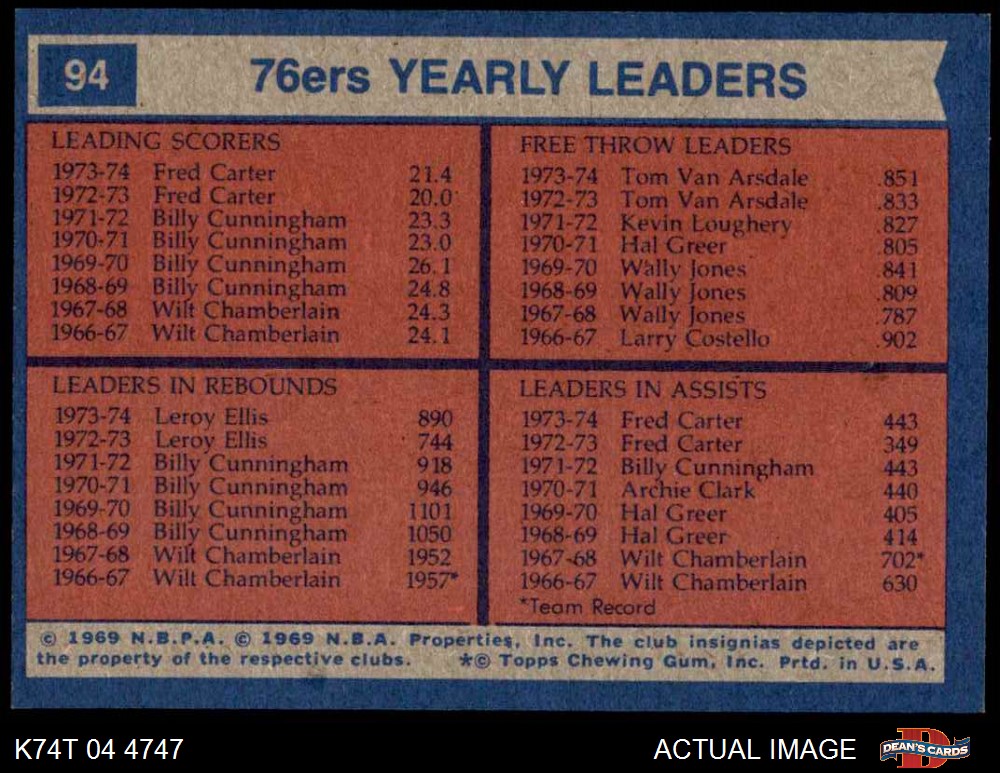 94
76ers YEARLY LEADERS
LEADING SCORERS
1973-74 Fred Carter 21.4
1972-73 Fred Carter 20.0
1971-72 Billy Cunningham 23.3
1970-71 Billy Cunningham 23.0
1969-70 Billy Cunningham 26.1
1968-69 Billy Cunningham 24.8
1967-68 Wilt Chamberlain 24.3
1966-67 Wilt Chamberlain 24.1
FREE THROW LEADERS
1973-74 Tom Van Arsdale .851
1972-73 Tom Van Arsdale .833
1971-72 Kevin Loughery .827
1970-71 Hal Greer .805
1969-70 Wally Jones .841
1968-69 Wally Jones .809
1967-68 Wally Jones .787
1966-67 Larry Costello .902
LEADERS IN REBOUNDS
1973-74 Leroy Ellis 890
1972-73 Leroy Ellis 744
1971-72 Billy Cunningham 918
1970-71 Billy Cunningham 946
1969-70 Billy Cunningham 1101
1968-69 Billy Cunningham 1050
1967-68 Wilt Chamberlain 1952
1966-67 Wilt Chamberlain 1957*
LEADERS IN ASSISTS
1973-74 Fred Carter 443
1972-73 Fred Carter 349
1971-72 Billy Cunningham 443
1970-71 Archie Clark 440
1969-70 Hal Greer 405
1968-69 Hal Greer 414
1967-68 Wilt Chamberlain 702*
1966-67 Wilt Chamberlain 630
*Team Record
© 1969 N.B.P.A. © 1969 N.B.A. Properties, Inc. The club insignias depicted are
the property of the respective clubs. *© Topps Chewing Gum, Inc. Prtd. in U.S.A.
K74T 04 4747
ACTUAL IMAGE
D
DEAN'S CARDS